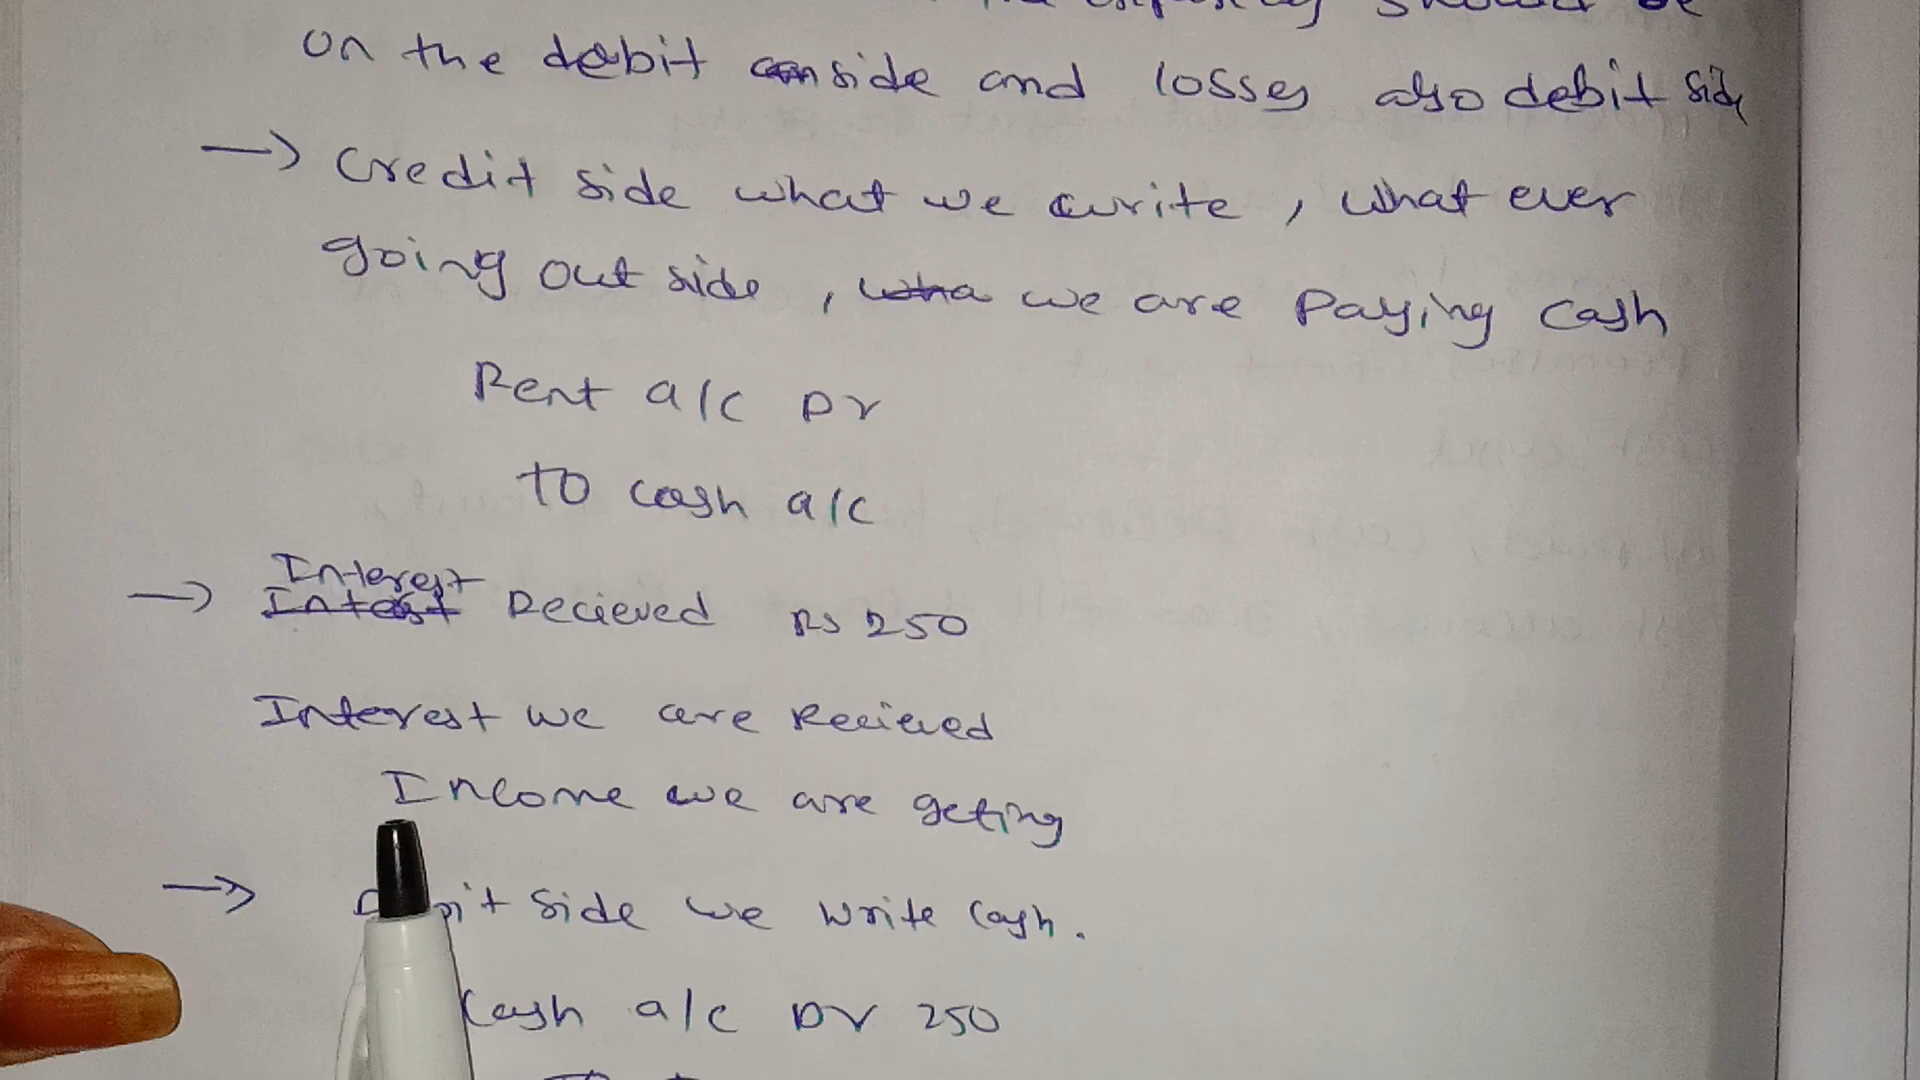 should be
on the debit side and losses also debit side
→ Credit side what we write, what ever
going out side, we are Paying cash
Rent a/c Dr
To cash a/c
→ Interest Recieved Rs 250
Interest we are Recieved
Income we are geting
→ side we write Cash.
Cash a/c Dr 250